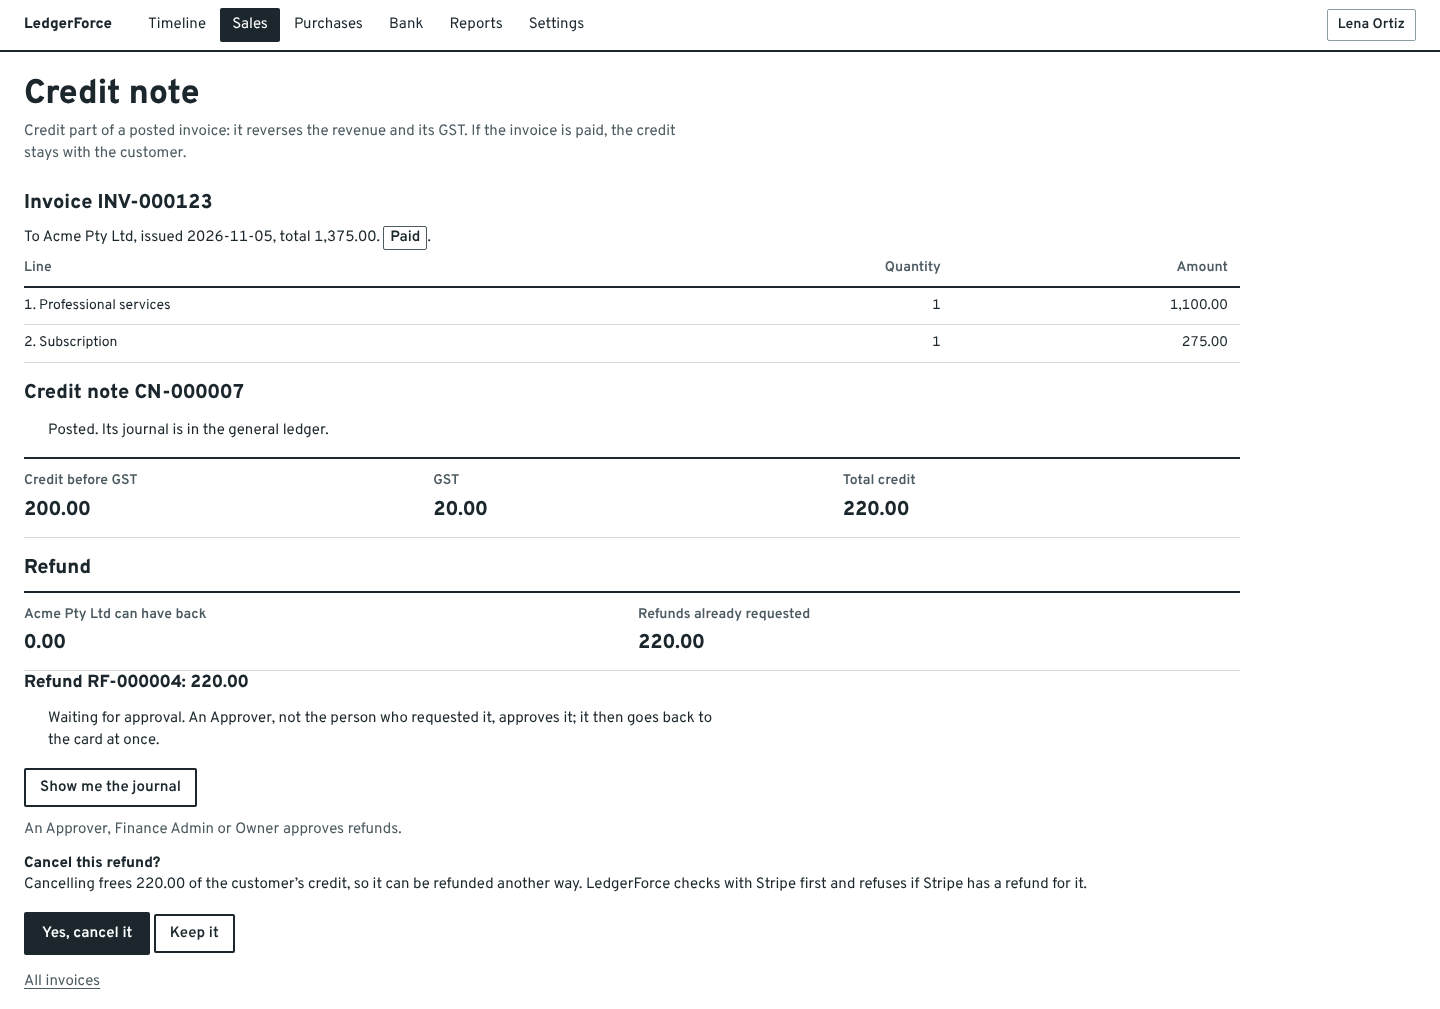 LedgerForce Timeline Sales Purchases Bank Reports Settings Lena Ortiz
Credit note
Credit part of a posted invoice: it reverses the revenue and its GST. If the invoice is paid, the credit
stays with the customer.
Invoice INV-000123
To Acme Pty Ltd, issued 2026-11-05, total 1,375.00. Paid.
Line Quantity Amount
1. Professional services 1 1,100.00
2. Subscription 1 275.00
Credit note CN-000007
Posted. Its journal is in the general ledger.
Credit before GST GST Total credit
200.00 20.00 220.00
Refund
Acme Pty Ltd can have back Refunds already requested
0.00 220.00
Refund RF-000004: 220.00
Waiting for approval. An Approver, not the person who requested it, approves it; it then goes back to
the card at once.
Show me the journal
An Approver, Finance Admin or Owner approves refunds.
Cancel this refund?
Cancelling frees 220.00 of the customer’s credit, so it can be refunded another way. LedgerForce checks with Stripe first and refuses if Stripe has a refund for it.
Yes, cancel it Keep it
All invoices